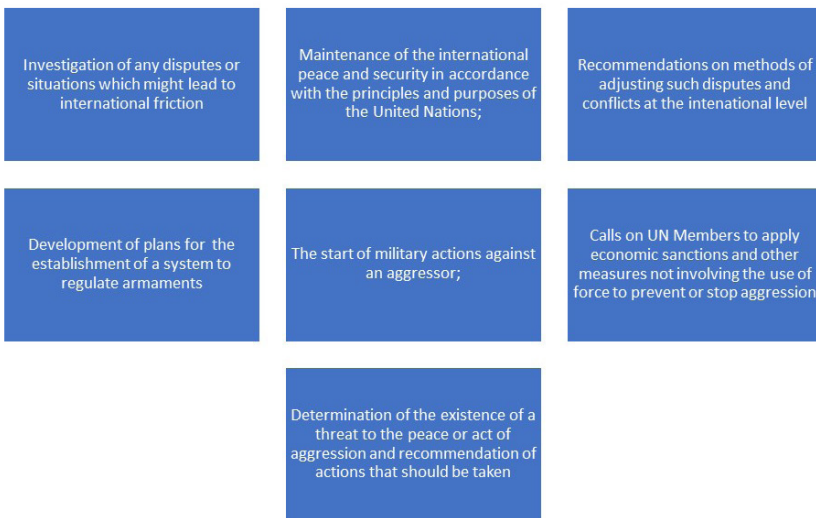 Investigation of any disputes or
situations which might lead to
international friction
Maintenance of the international
peace and security in accordance
with the principles and purposes of
the United Nations;
Recommendations on methods of
adjusting such disputes and
conflicts at the intenational level
Development of plans for the
establishment of a system to
regulate armaments
The start of military actions against
an aggressor;
Calls on UN Members to apply
economic sanctions and other
measures not involving the use of
force to prevent or stop aggression
Determination of the existence of a
threat to the peace or act of
aggression and recommendation of
actions that should be taken